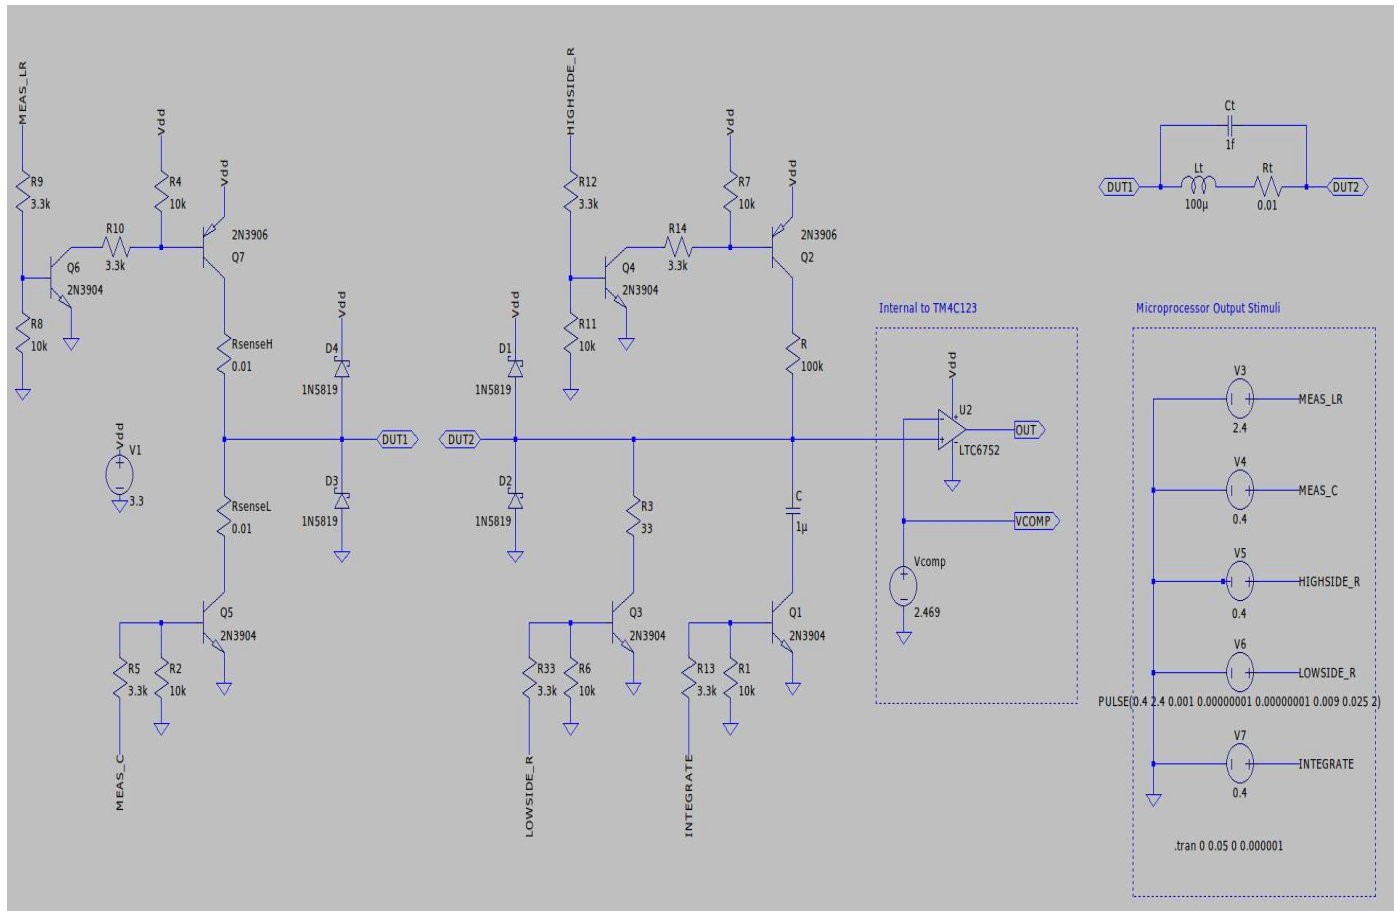 MEAS_LR
R9
3.3k
Q6
2N3904
R8
10k
R10
3.3k
Vdd
R4
10k
Vdd
2N3906
Q7
RsenseH
0.01
Vdd
D4
1N5819
DUT1
Vdd
V1
3.3
RsenseL
0.01
D3
1N5819
Q5
2N3904
R5
3.3k
R2
10k
MEAS_C
HIGHSIDE_R
R12
3.3k
Q4
2N3904
R11
10k
R14
3.3k
Vdd
R7
10k
Vdd
2N3906
Q2
R
100k
Vdd
D1
1N5819
DUT2
D2
1N5819
R3
33
C
1µ
Q3
2N3904
R33
3.3k
R6
10k
LOWSIDE_R
Q1
2N3904
R13
3.3k
R1
10k
INTEGRATE
Internal to TM4C123
Vdd
U2
LTC6752
OUT
VCOMP
Vcomp
2.469
Ct
1f
DUT1
Lt
100µ
Rt
0.01
DUT2
Microprocessor Output Stimuli
V3
MEAS_LR
2.4
V4
MEAS_C
0.4
V5
HIGHSIDE_R
0.4
V6
LOWSIDE_R
PULSE(0.4 2.4 0.001 0.00000001 0.00000001 0.009 0.025 2)
V7
INTEGRATE
0.4
.tran 0 0.05 0 0.000001